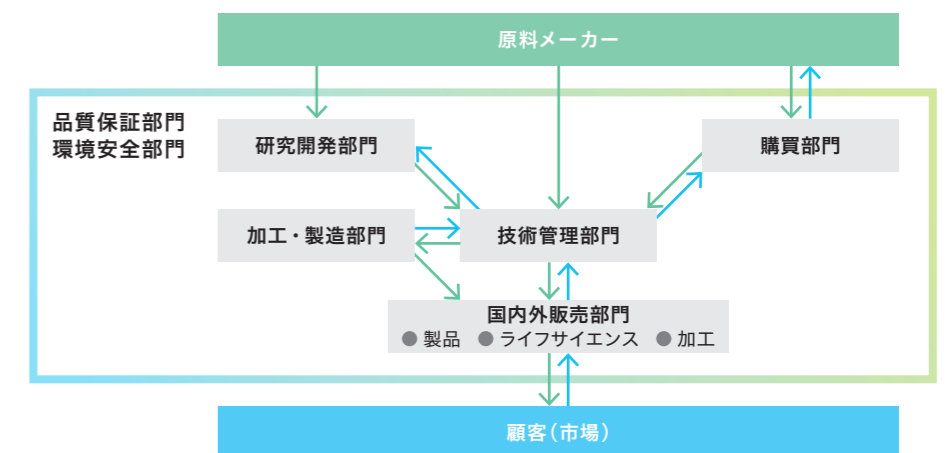 原料メーカー
品質保証部門
環境安全部門
研究開発部門
購買部門
加工・製造部門
技術管理部門
国内外販売部門
● 製品 ● ライフサイエンス ● 加工
顧客（市場）